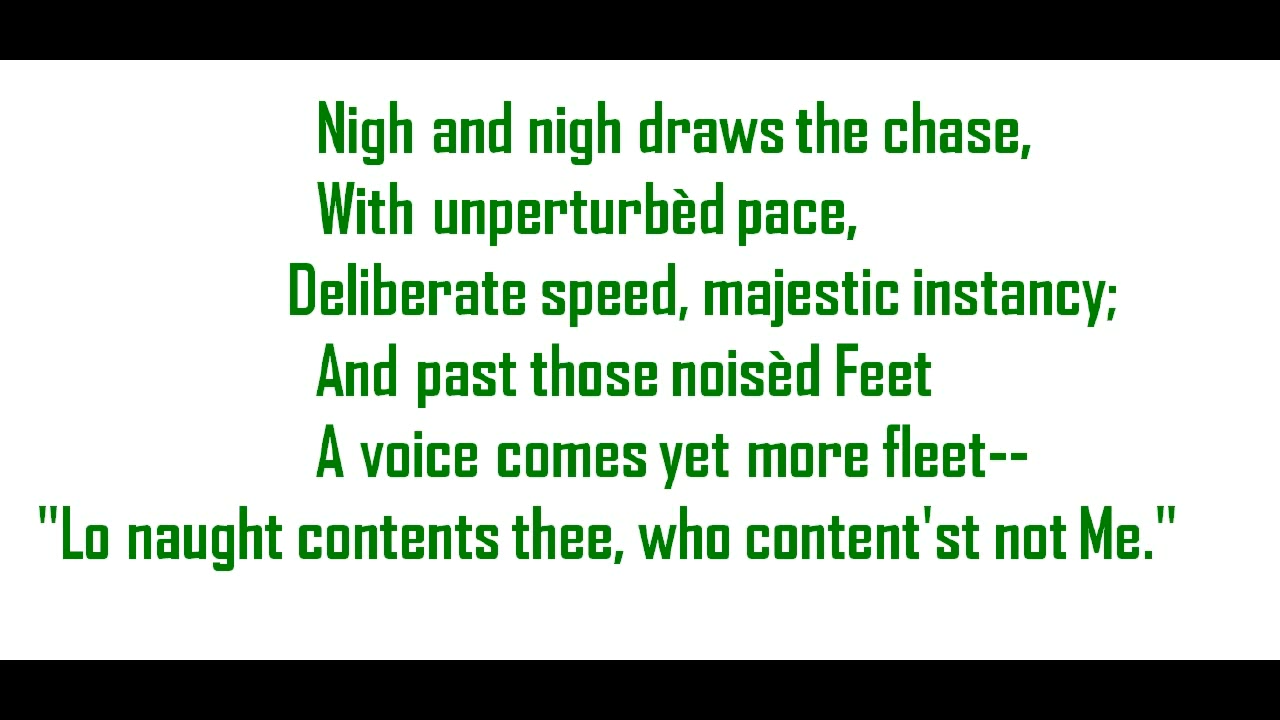 Nigh and nigh draws the chase,
With unperturbèd pace,
Deliberate speed, majestic instancy;
And past those noisèd Feet
A voice comes yet more fleet--
"Lo naught contents thee, who content'st not Me."